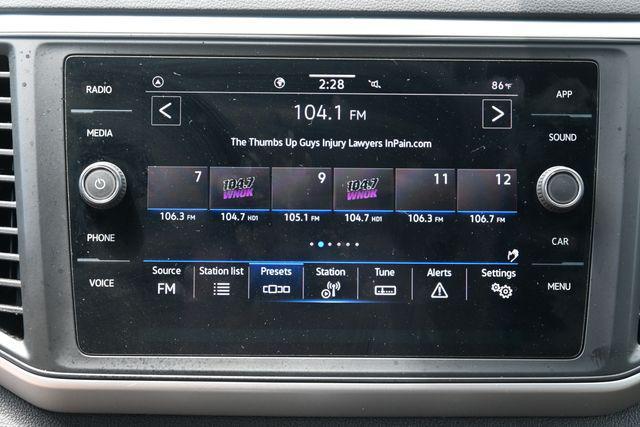 RADIO
MEDIA
PHONE
VOICE
2:28
86°F
104.1 FM
The Thumbs Up Guys Injury Lawyers InPain.com
7
104.7
WNOK
9
104.7
WNOK
11
12
106.3 FM
104.7 HD1
105.1 FM
104.7 HD1
106.3 FM
106.7 FM
Source
FM
Station list
Presets
Station
Tune
Alerts
Settings
APP
SOUND
CAR
MENU